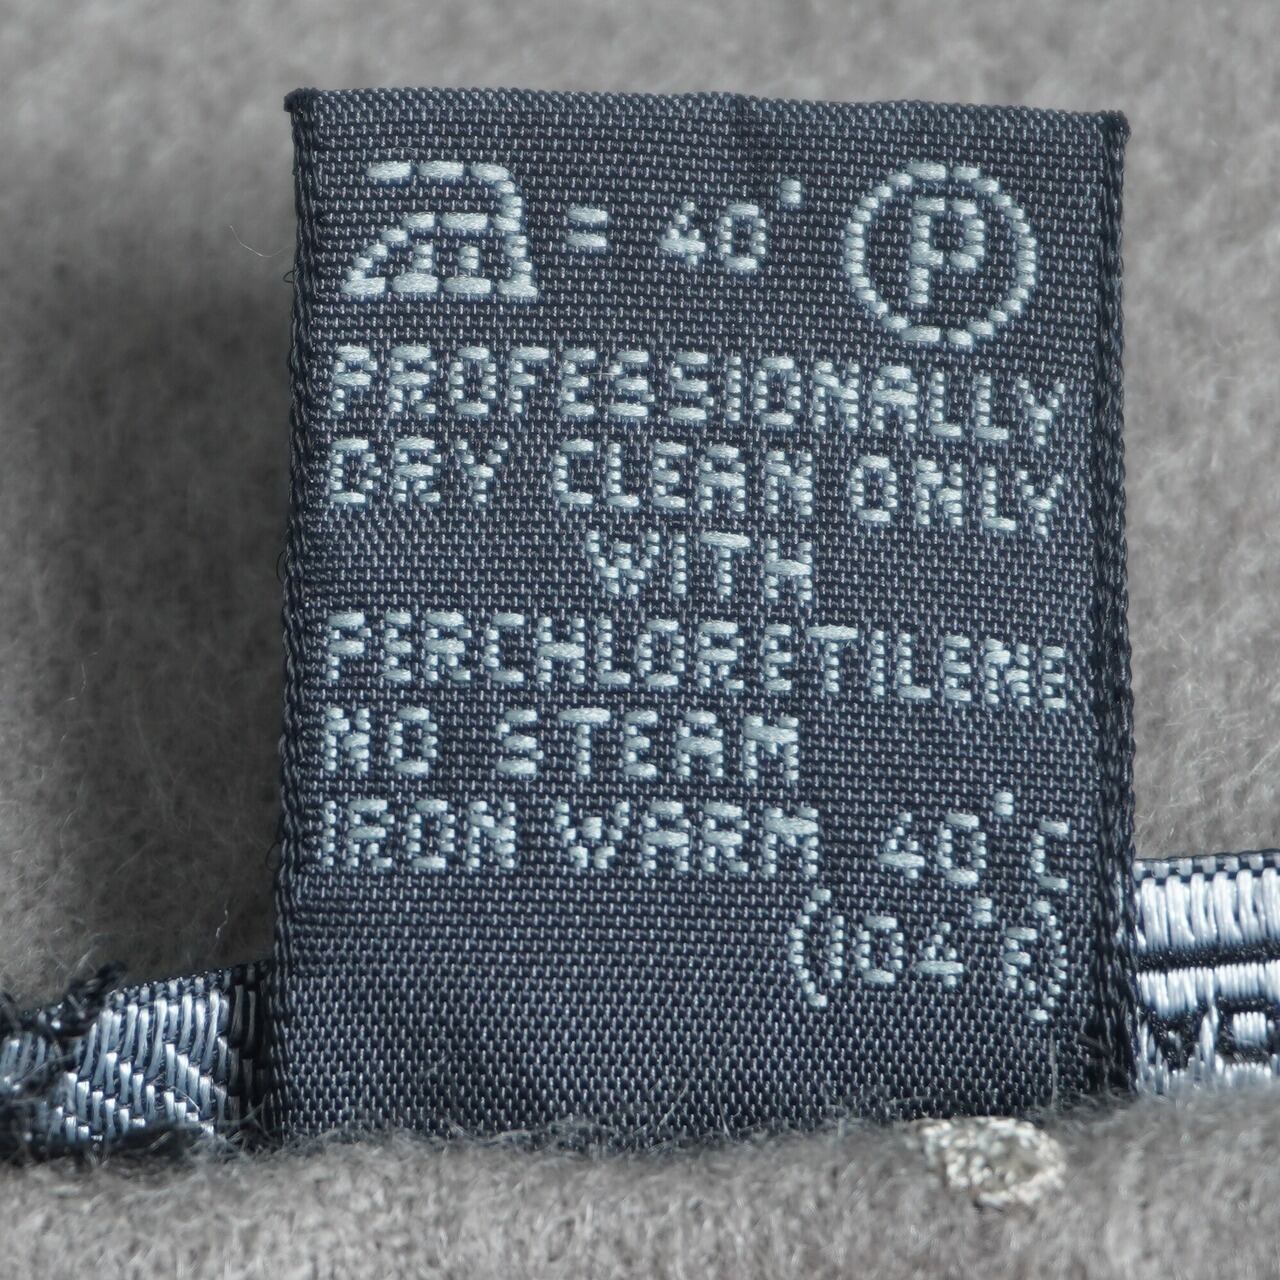 = 40' P
PROFESSIONALLY
DRY CLEAN ONLY
WITH
PERCHLORETILENE
NO STEAM
IRON WARM 40'C
(104'F)